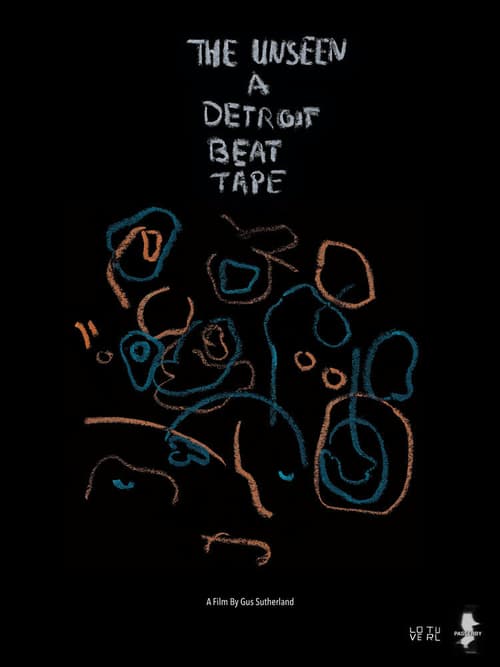 THE UNSEEN
A
DETROIT
BEAT
TAPE
A Film By Gus Sutherland
LO TU
VE RL
PASSERBY